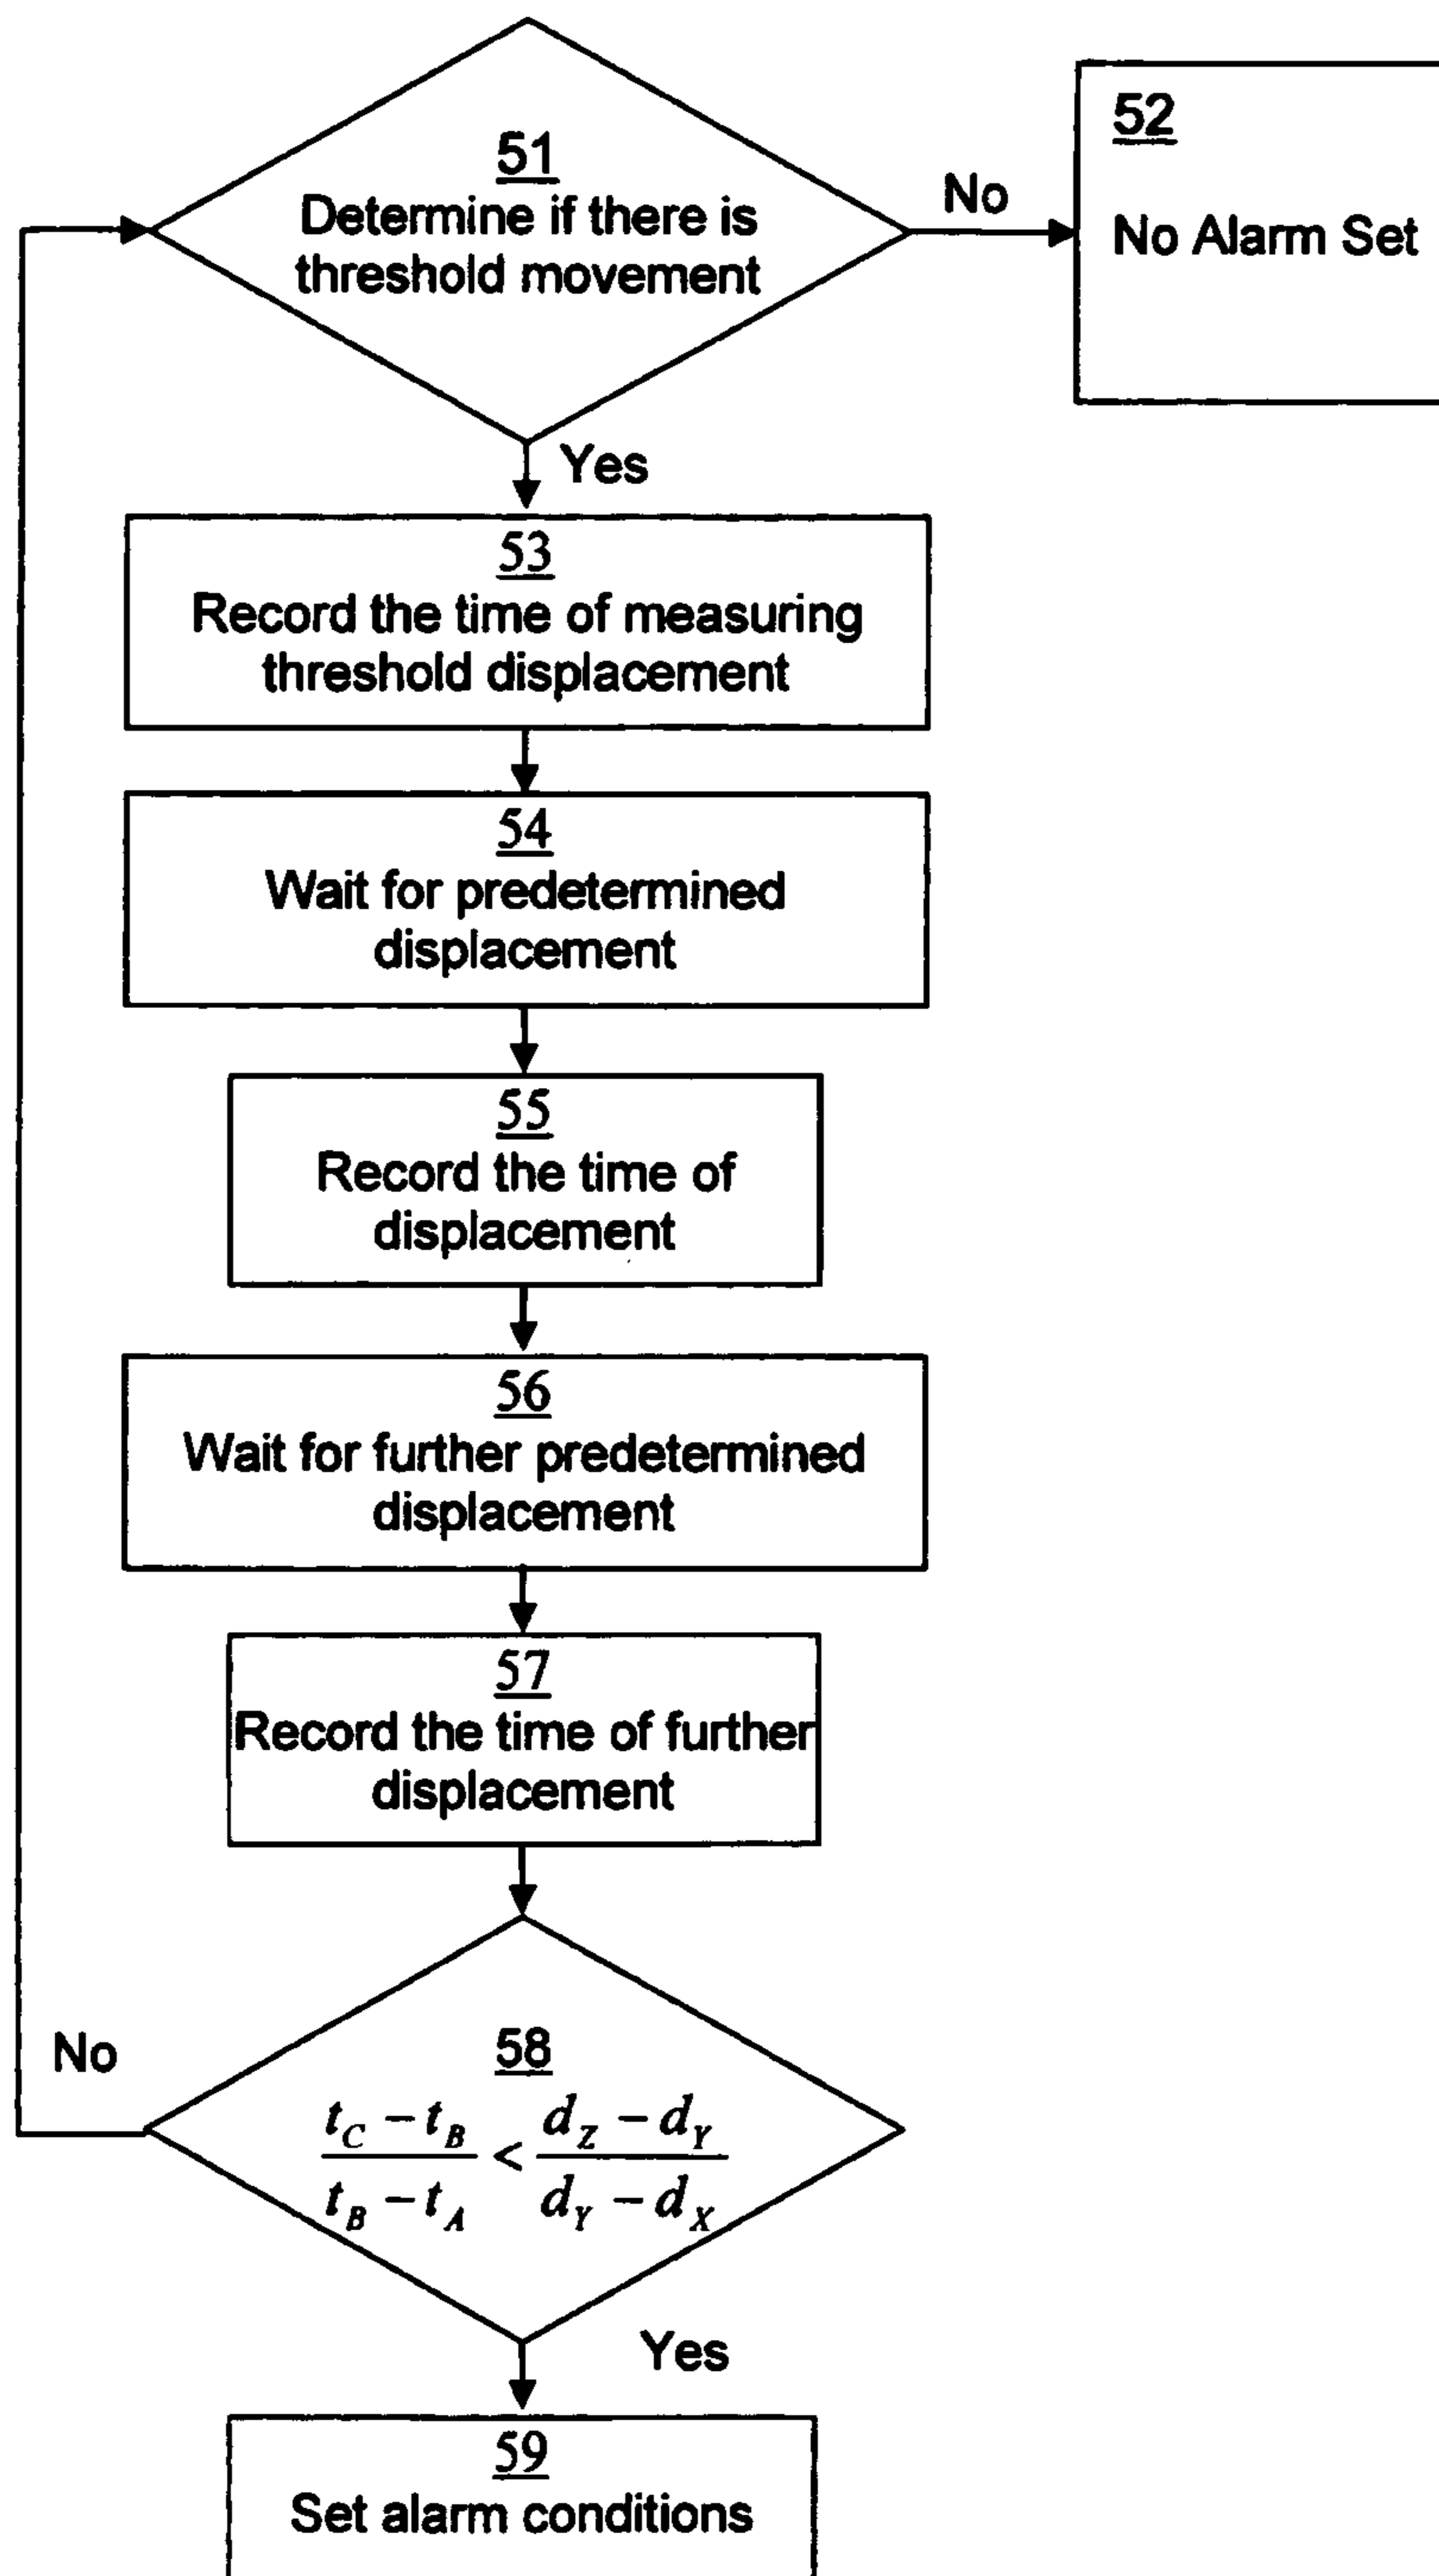 51
Determine if there is
threshold movement
No
52
No Alarm Set
Yes
53
Record the time of measuring
threshold displacement
54
Wait for predetermined
displacement
55
Record the time of
displacement
56
Wait for further predetermined
displacement
57
Record the time of further
displacement
No
58
\frac{t_C - t_B}{t_B - t_A} < \frac{d_Z - d_Y}{d_Y - d_X}
Yes
59
Set alarm conditions